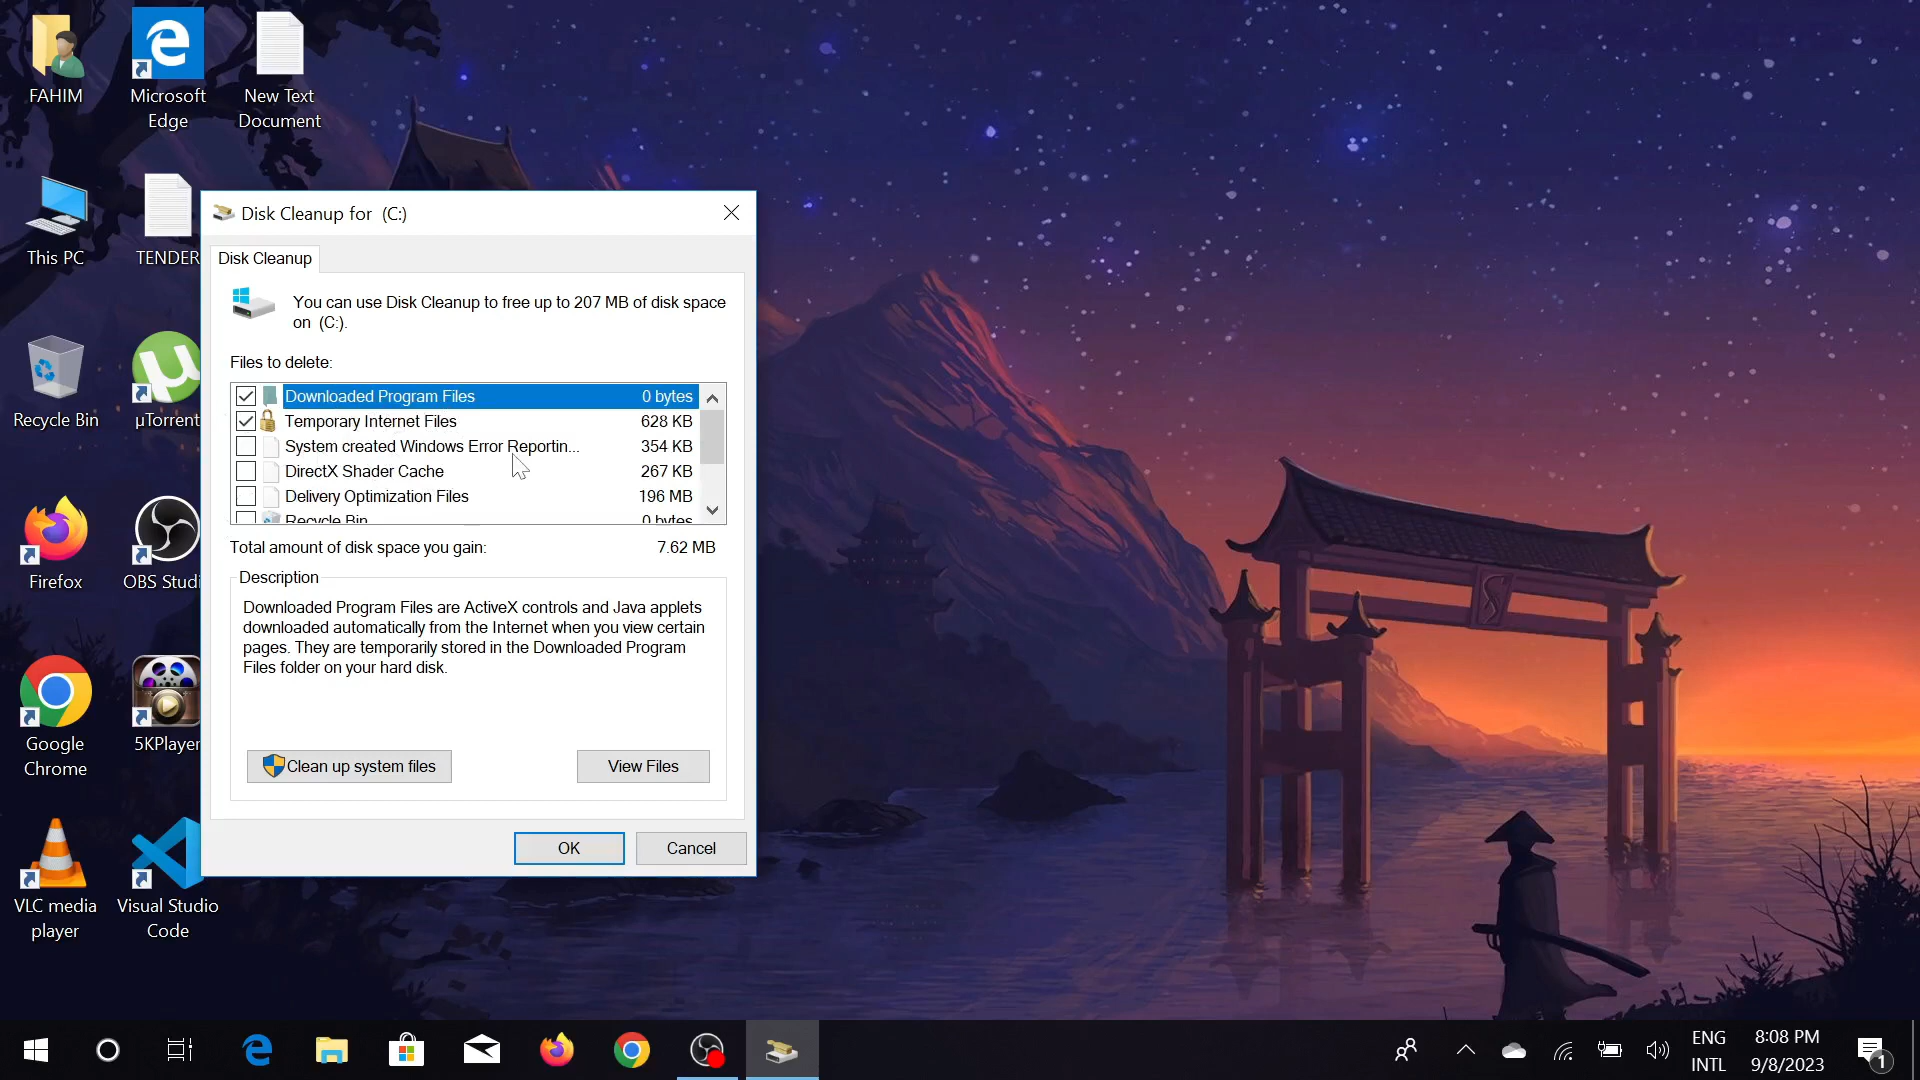 FAHIM
Microsoft
Edge
New Text
Document
This PC
TENDER
Recycle Bin
µTorrent
Firefox
OBS Studi
Google
Chrome
5KPlayer
VLC media
player
Visual Studio
Code
Disk Cleanup for (C:)
Disk Cleanup
You can use Disk Cleanup to free up to 207 MB of disk space
on (C:).
Files to delete:
Downloaded Program Files 0 bytes
Temporary Internet Files 628 KB
System created Windows Error Reportin... 354 KB
DirectX Shader Cache 267 KB
Delivery Optimization Files 196 MB
Recycle Bin 0 bytes
Total amount of disk space you gain: 7.62 MB
Description
Downloaded Program Files are ActiveX controls and Java applets
downloaded automatically from the Internet when you view certain
pages. They are temporarily stored in the Downloaded Program
Files folder on your hard disk.
Clean up system files
View Files
OK
Cancel
ENG
INTL
8:08 PM
9/8/2023
1